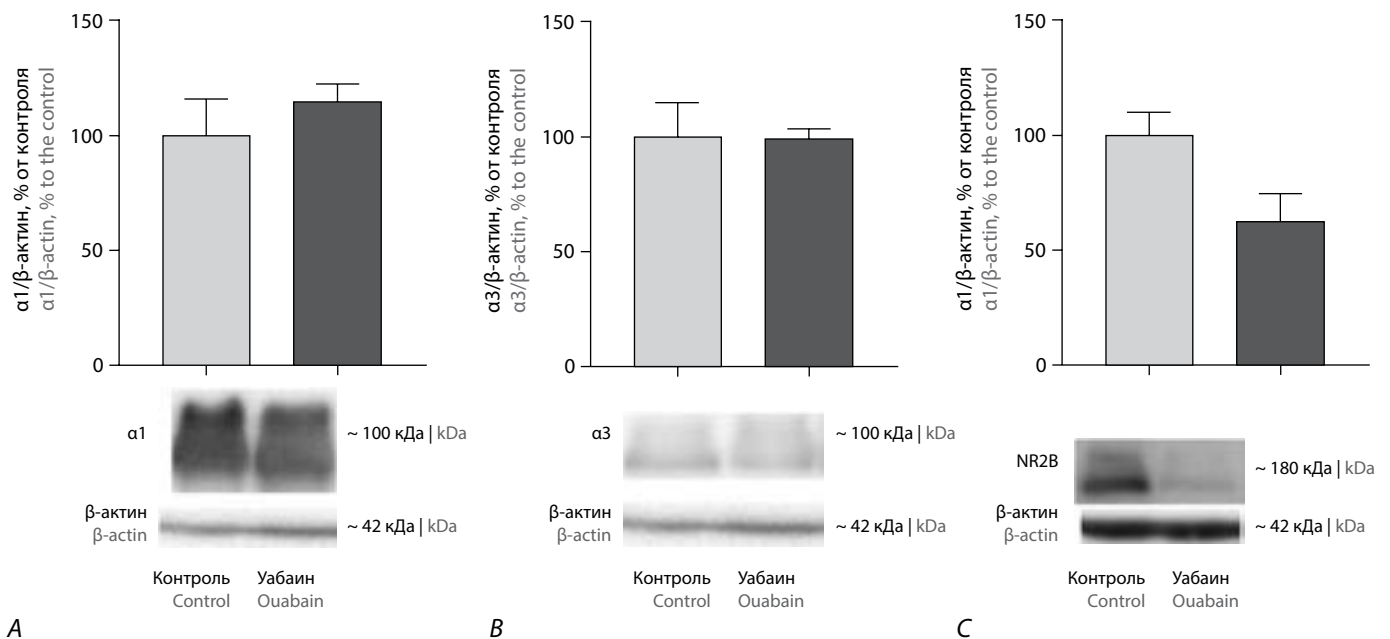 150
100
50
0
α1/β-актин, % от контроля
α1/β-actin, % to the control
α1
~ 100 кДа | kDa
β-актин
β-actin
~ 42 кДа | kDa
Контроль Уабаин
Control Ouabain
A
150
100
50
0
α3/β-актин, % от контроля
α3/β-actin, % to the control
α3
~ 100 кДа | kDa
~ 42 кДа | kDa
Контроль Уабаин
Control Ouabain
B
150
100
50
0
α1/β-актин, % от контроля
α1/β-actin, % to the control
NR2B
~ 180 кДа | kDa
β-актин
β-actin
~ 42 кДа | kDa
Контроль Уабаин
Control Ouabain
C
β-актин
β-actin